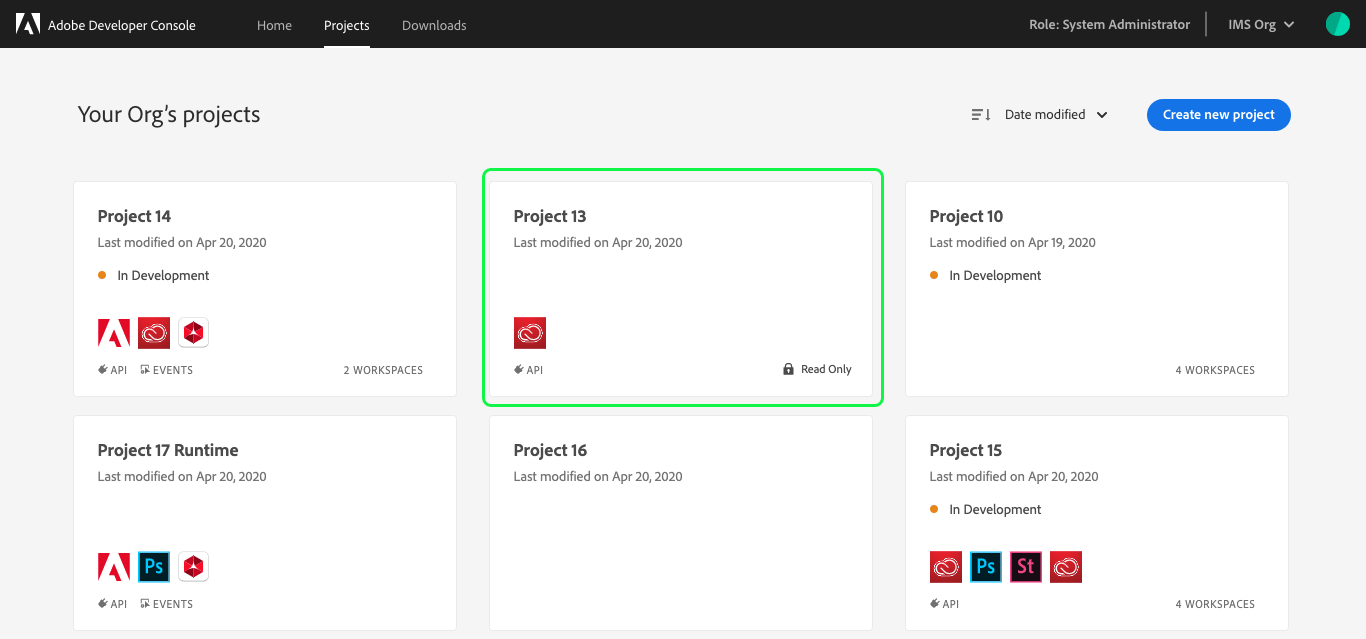 Adobe Developer Console Home Projects Downloads Role: System Administrator IMS Org
Your Org's projects Date modified Create new project
Project 14
Last modified on Apr 20, 2020
In Development
API EVENTS 2 WORKSPACES
Project 13
Last modified on Apr 20, 2020
API Read Only
Project 10
Last modified on Apr 19, 2020
In Development
4 WORKSPACES
Project 17 Runtime
Last modified on Apr 20, 2020
Ps
API EVENTS
Project 16
Last modified on Apr 20, 2020
Project 15
Last modified on Apr 20, 2020
In Development
Ps St
API 4 WORKSPACES